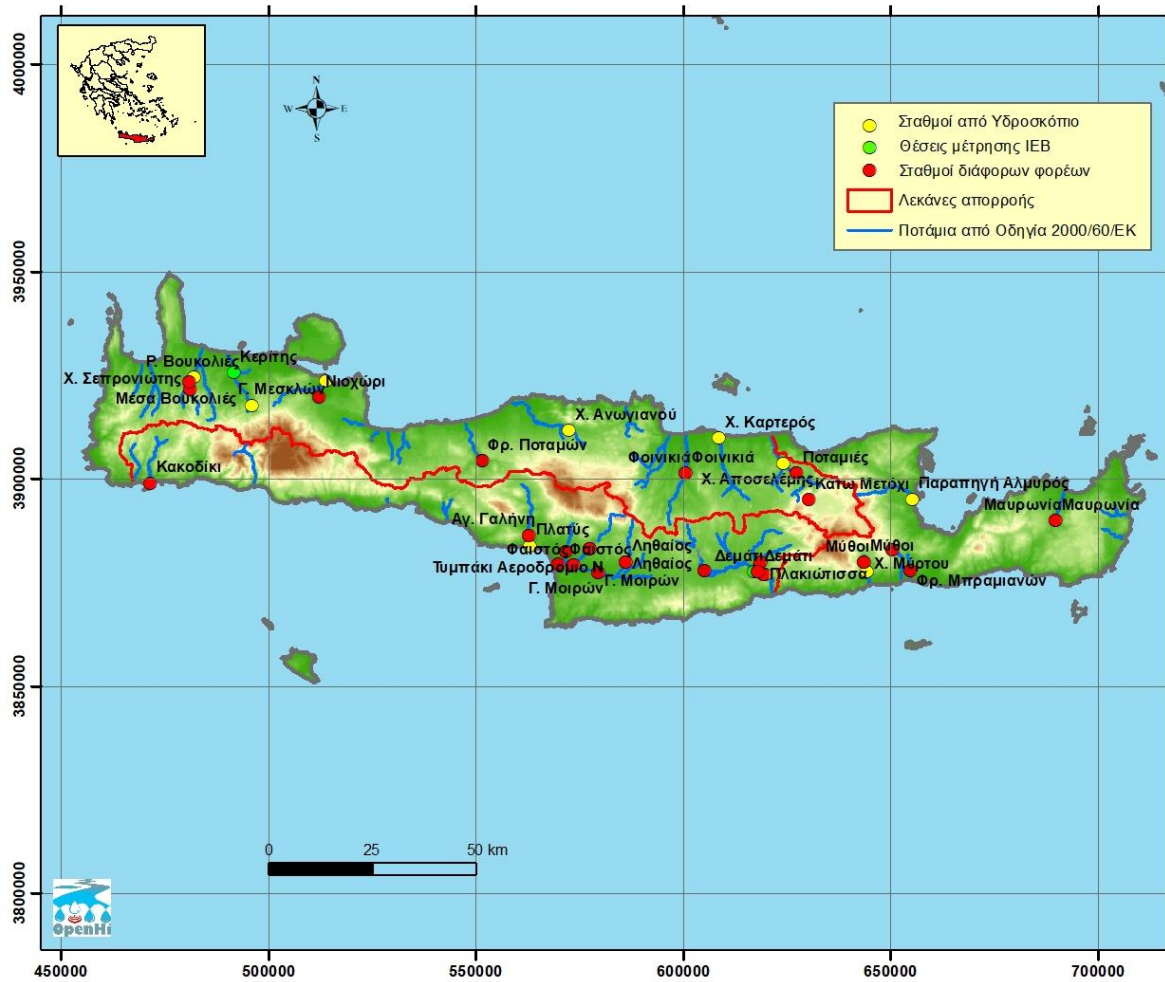 4000000
3950000
3900000
3850000
3800000
N
W
E
S
Σταθμοί από Υδροσκόπιο
Θέσεις μέτρησης ΙΕΒ
Σταθμοί διάφορων φορέων
Λεκάνες απορροής
Ποτάμια από Οδηγία 2000/60/ΕΚ
Ρ. Βουκολιές
Κερίτης
Χ. Σεπρονιώτης
Γ. Μεσκλών
Νιοχώρι
Μέσα Βουκολιές
Κακοδίκι
Χ. Ανωγιανού
Φρ. Ποταμών
Χ. Καρτερός
Φοινικιά
Φοινικιά
Ποταμιές
Χ. Αποσελέμης
Κάτω Μετόχι
Παραπηγή Αλμυρός
Μαυρωνία
Μαυρωνία
Αγ. Γαλήνη
Πλατύς
Φαιστός
Φαιστός
Ληθαίος
Ληθαίος
Τυμπάκι Αεροδρόμιο Ν
Γ. Μοιρών
Γ. Μοιρών
Δεμάτι
Δεμάτι
Πλακιώτισσα
Μύθοι
Μύθοι
Χ. Μύρτου
Φρ. Μπραμιανών
0 25 50 km
OpenHi
450000 500000 550000 600000 650000 700000